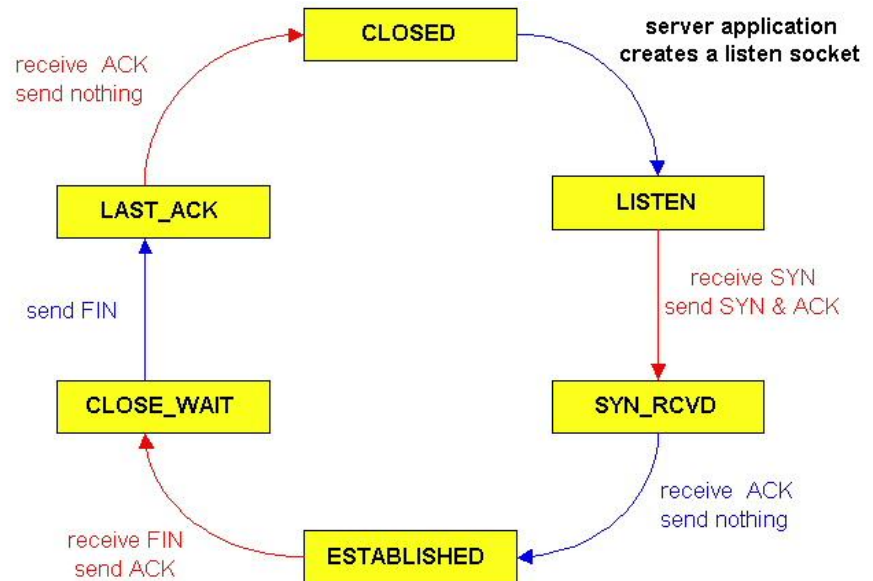 CLOSED
server application
creates a listen socket
receive ACK
send nothing
LAST_ACK
LISTEN
receive SYN
send SYN & ACK
send FIN
CLOSE_WAIT
SYN_RCVD
receive ACK
send nothing
receive FIN
send ACK
ESTABLISHED